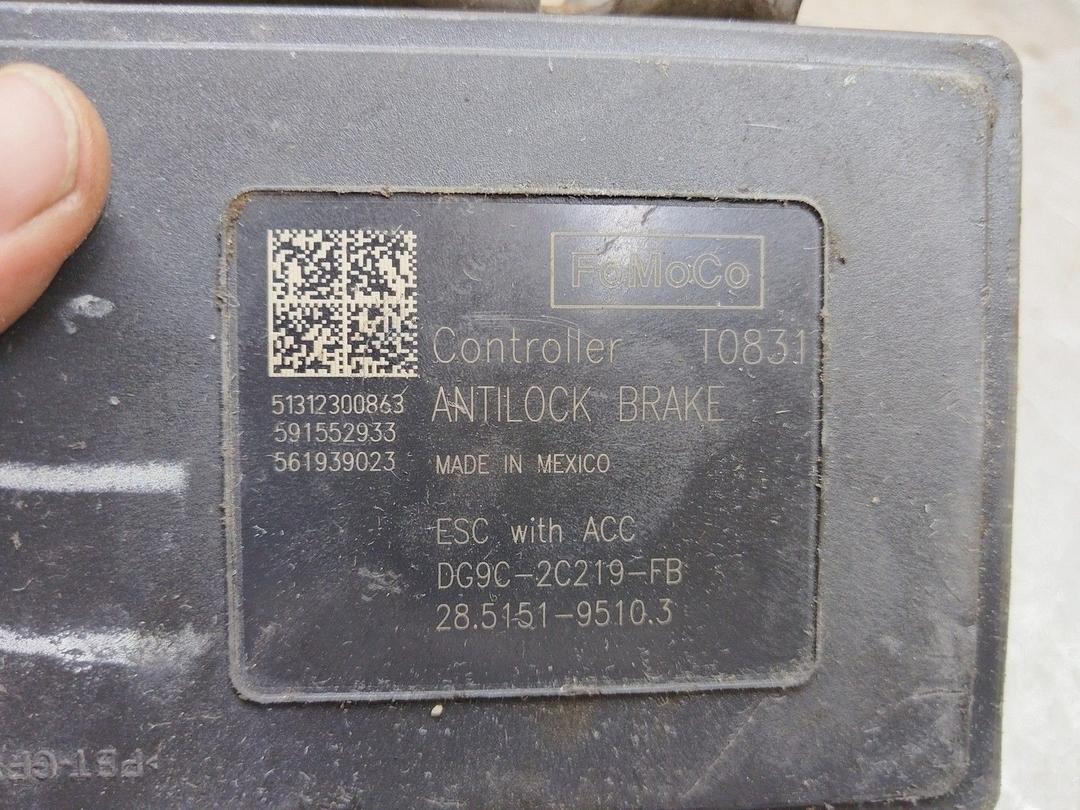 FoMoCo
Controller T0831
ANTILOCK BRAKE
51312300863
591552933
561939023
MADE IN MEXICO
ESC with ACC
DG9C-2C219-FB
28.5151-9510.3